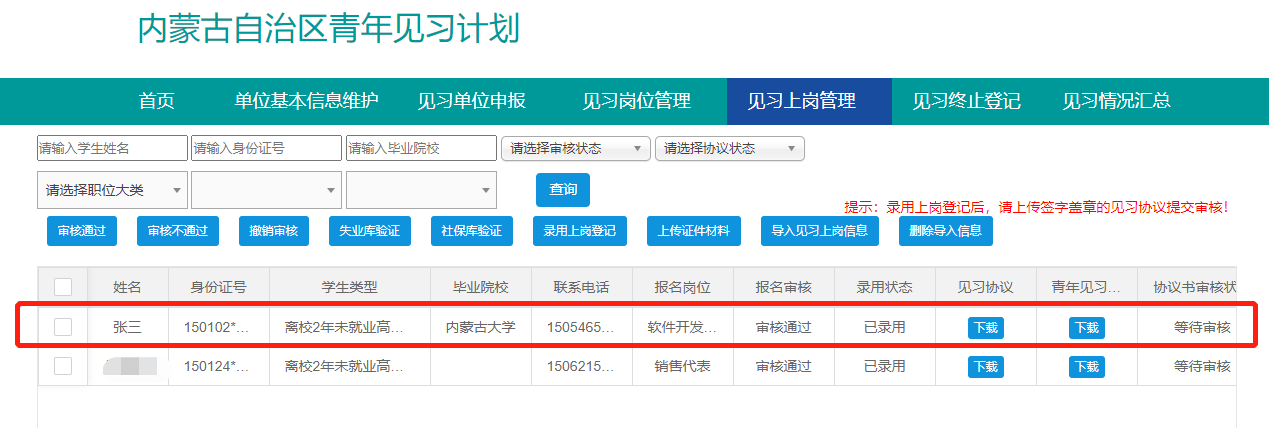 内蒙古自治区青年见习计划
首页 单位基本信息维护 见习单位申报 见习岗位管理 见习上岗管理 见习终止登记 见习情况汇总
请输入学生姓名 请输入身份证号 请输入毕业院校 请选择审核状态 请选择协议状态
请选择职位大类 查询
提示：录用上岗登记后，请上传签字盖章的见习协议提交审核！
审核通过 审核不通过 撤销审核 失业库验证 社保库验证 录用上岗登记 上传证件材料 导入见习上岗信息 删除导入信息
姓名 身份证号 学生类型 毕业院校 联系电话 报名岗位 报名审核 录用状态 见习协议 青年见习... 协议书审核状
张三 150102*... 离校2年未就业高... 内蒙古大学 1505465... 软件开发... 审核通过 已录用 下载 下载 等待审核
150124*... 离校2年未就业高... 1506215... 销售代表 审核通过 已录用 下载 下载 等待审核